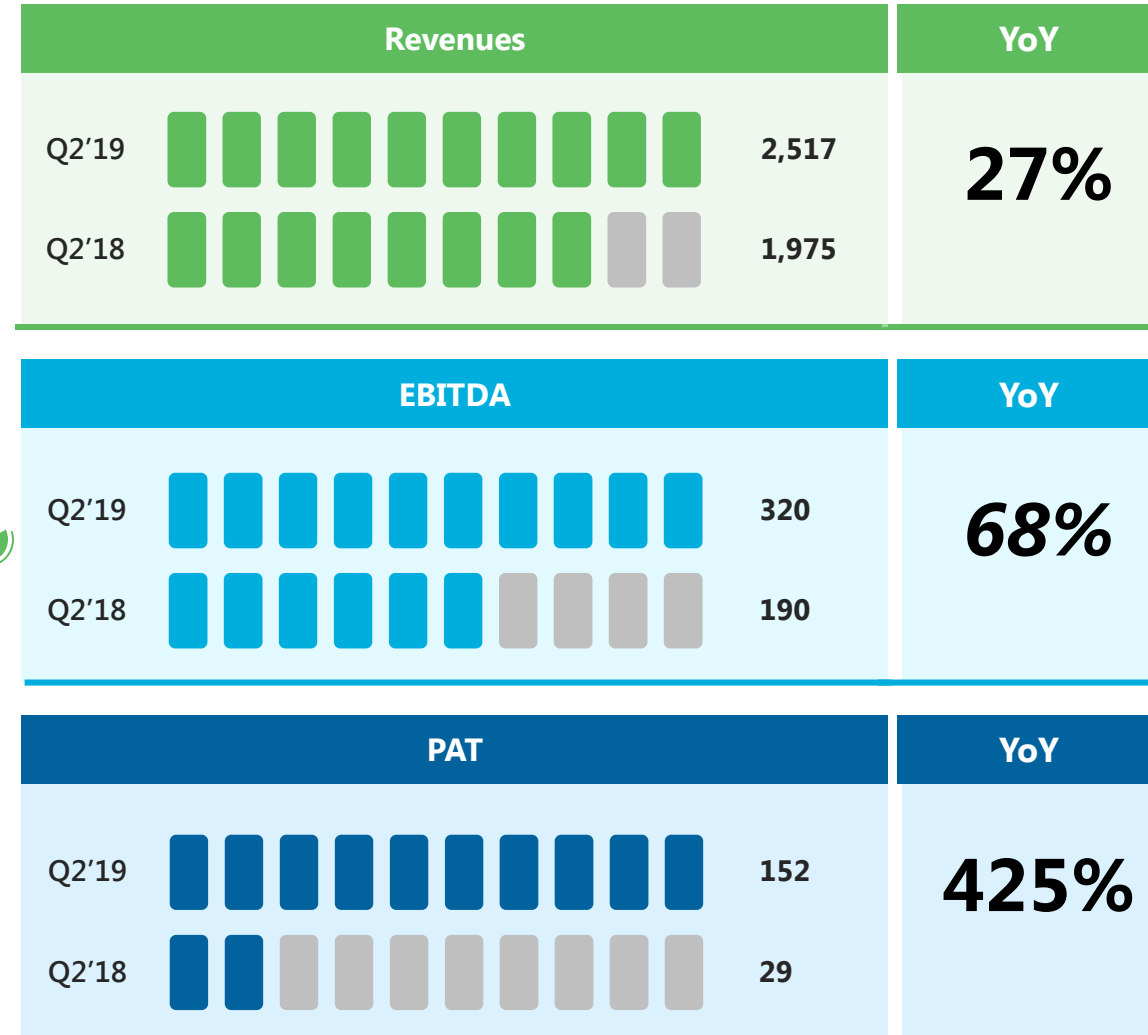 Revenues YoY
Q2’19 2,517 27%
Q2’18 1,975
EBITDA YoY
Q2’19 320 68%
Q2’18 190
PAT YoY
Q2’19 152 425%
Q2’18 29